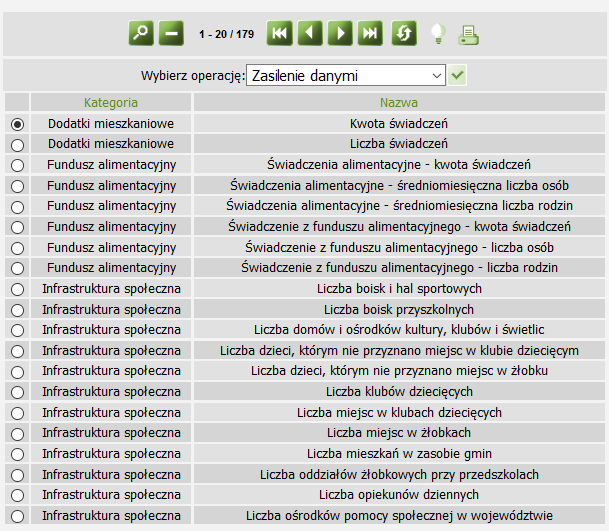 1 - 20 / 179
Wybierz operację: Zasilenie danymi
Kategoria Nazwa
Dodatki mieszkaniowe Kwota świadczeń
Dodatki mieszkaniowe Liczba świadczeń
Fundusz alimentacyjny Świadczenia alimentacyjne - kwota świadczeń
Fundusz alimentacyjny Świadczenia alimentacyjne - średniomiesięczna liczba osób
Fundusz alimentacyjny Świadczenia alimentacyjne - średniomiesięczna liczba rodzin
Fundusz alimentacyjny Świadczenie z funduszu alimentacyjnego - kwota świadczeń
Fundusz alimentacyjny Świadczenie z funduszu alimentacyjnego - liczba osób
Fundusz alimentacyjny Świadczenie z funduszu alimentacyjnego - liczba rodzin
Infrastruktura społeczna Liczba boisk i hal sportowych
Infrastruktura społeczna Liczba boisk przyszkolnych
Infrastruktura społeczna Liczba domów i ośrodków kultury, klubów i świetlic
Infrastruktura społeczna Liczba dzieci, którym nie przyznano miejsc w klubie dziecięcym
Infrastruktura społeczna Liczba dzieci, którym nie przyznano miejsc w żłobku
Infrastruktura społeczna Liczba klubów dziecięcych
Infrastruktura społeczna Liczba miejsc w klubach dziecięcych
Infrastruktura społeczna Liczba miejsc w żłobkach
Infrastruktura społeczna Liczba mieszkań w zasobie gmin
Infrastruktura społeczna Liczba oddziałów żłobkowych przy przedszkolach
Infrastruktura społeczna Liczba opiekunów dziennych
Infrastruktura społeczna Liczba ośrodków pomocy społecznej w województwie